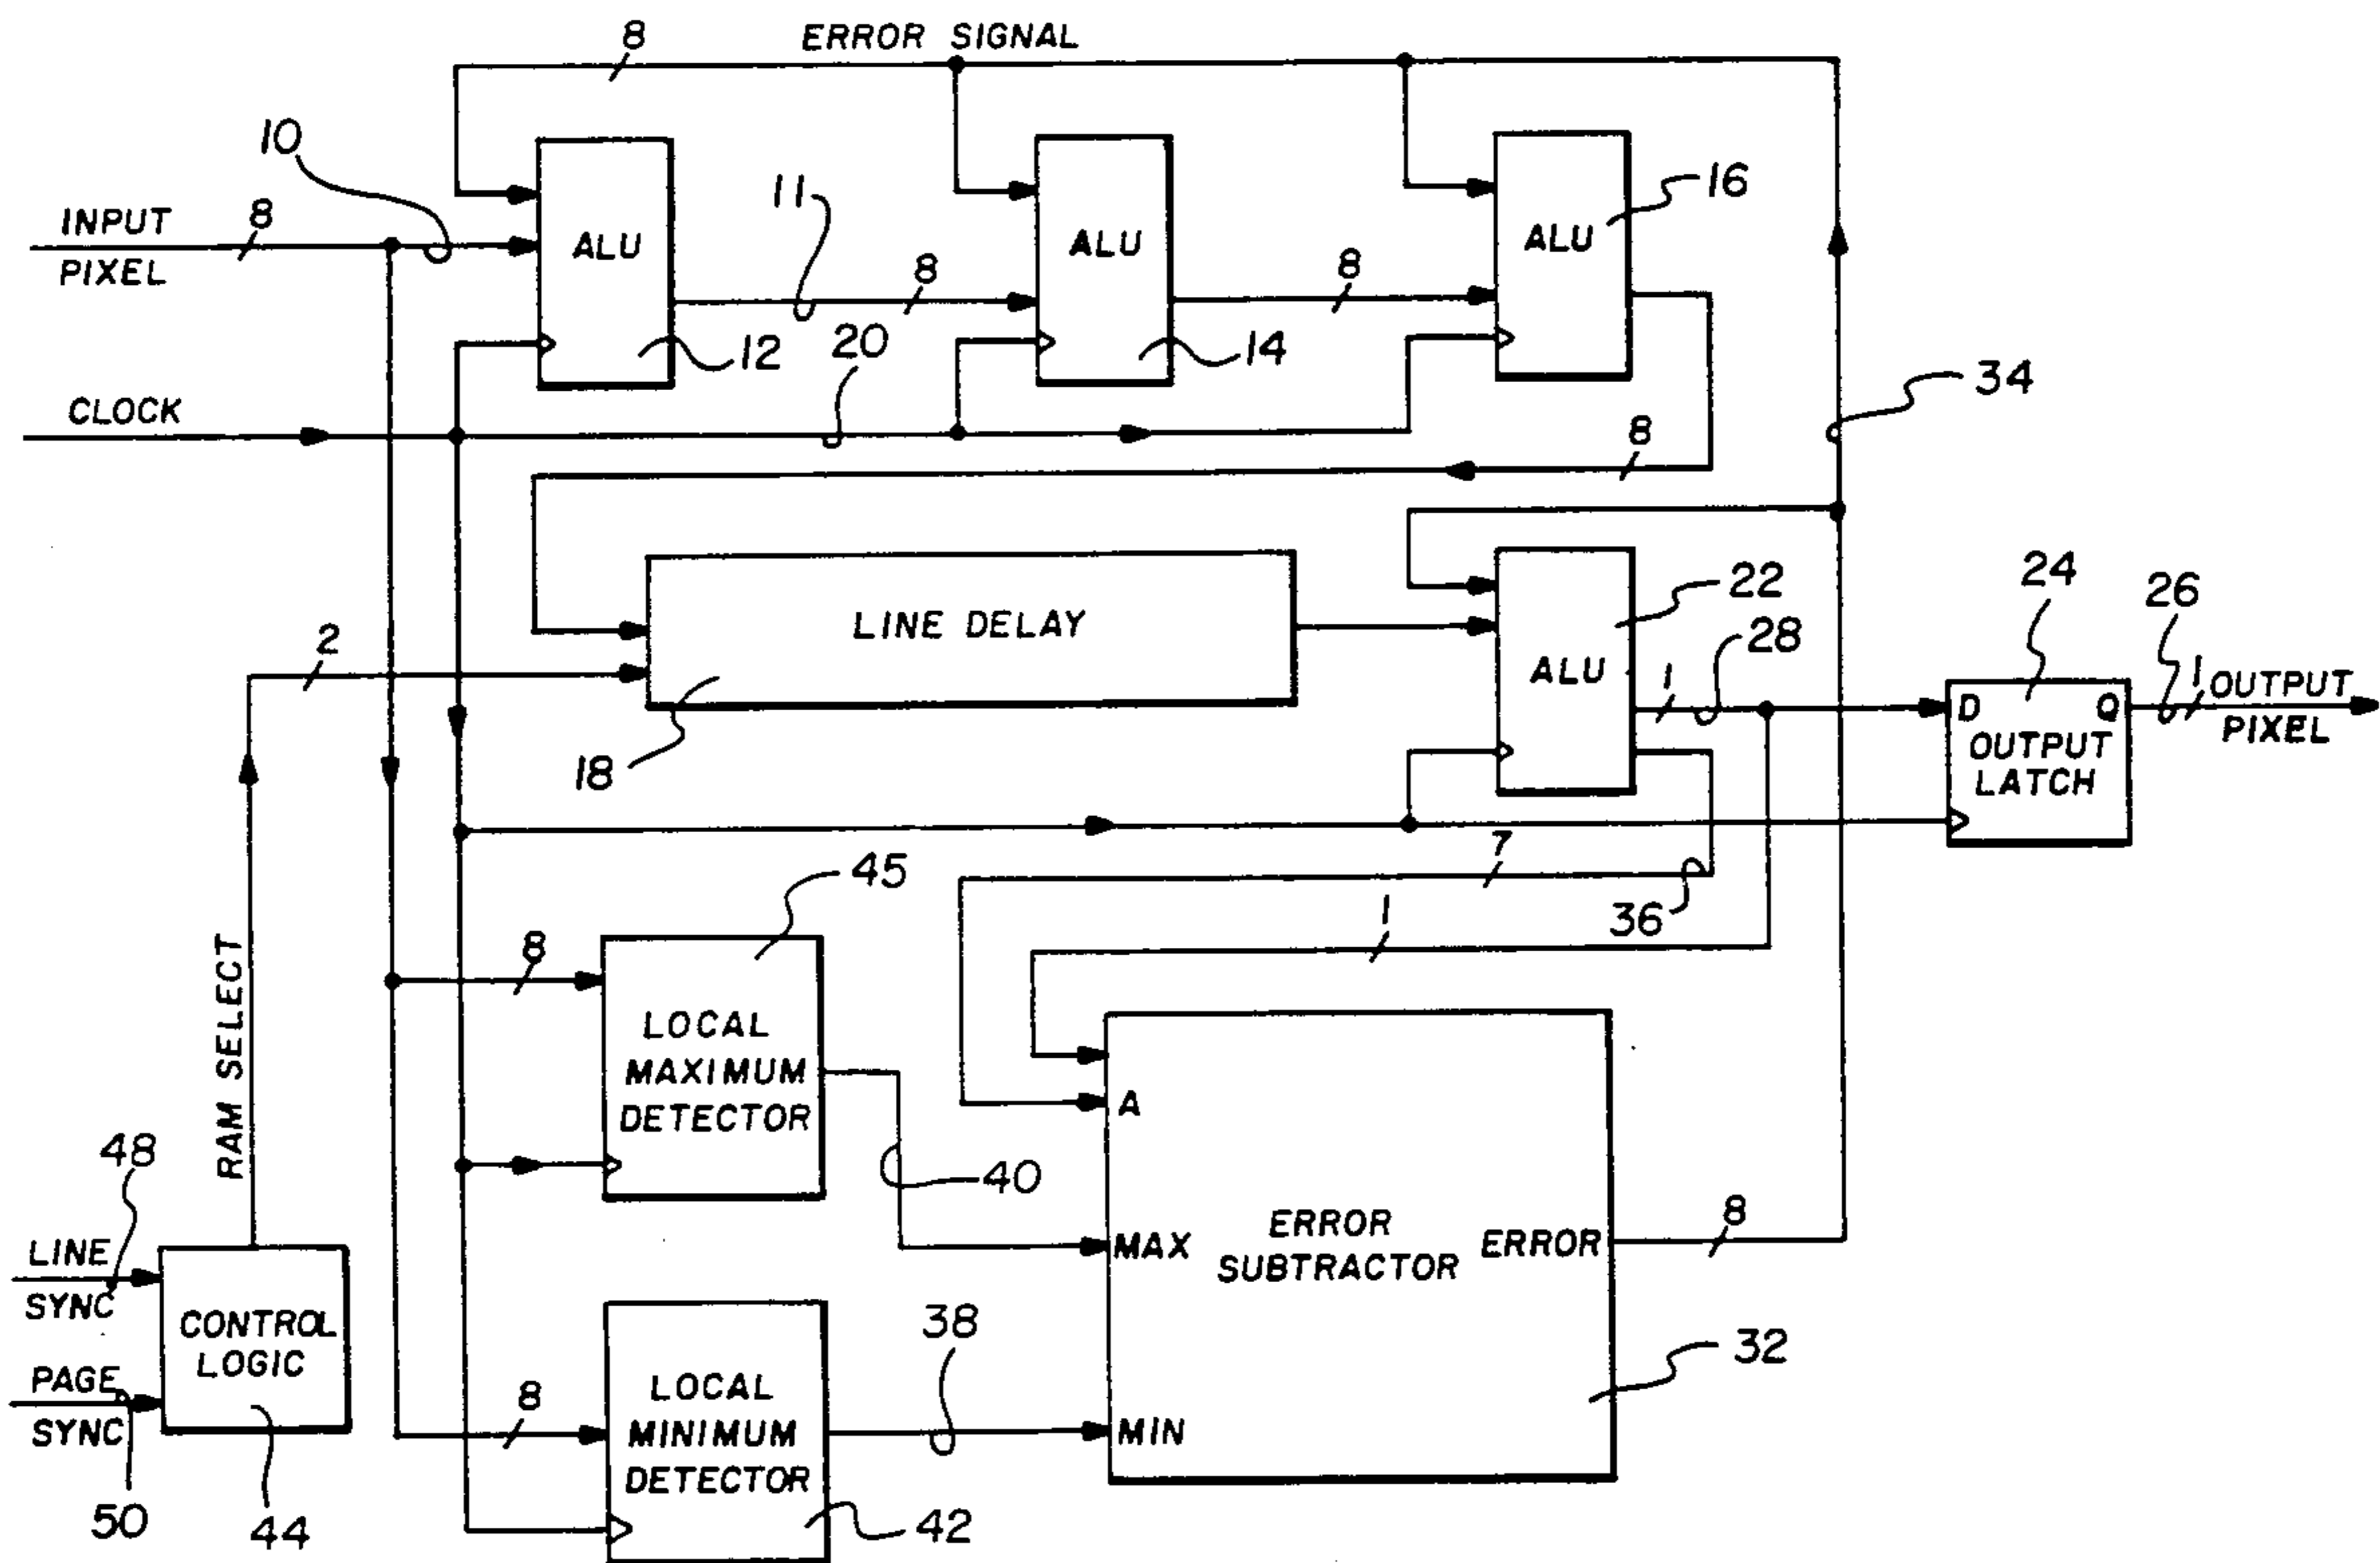 8 ERROR SIGNAL
10
INPUT 8
PIXEL
11
ALU
8
ALU
8
ALU
16
12
20
14
CLOCK
34
8
LINE DELAY
22
24
26
2
28
ALU
1
D Q
1 OUTPUT
PIXEL
OUTPUT
LATCH
18
7
45
36
1
8
RAM SELECT
LOCAL
MAXIMUM
DETECTOR
A
48
40
LINE
SYNC
MAX
ERROR
SUBTRACTOR
ERROR
8
CONTROL
LOGIC
38
32
PAGE
SYNC
8
LOCAL
MINIMUM
DETECTOR
MIN
50
44
42